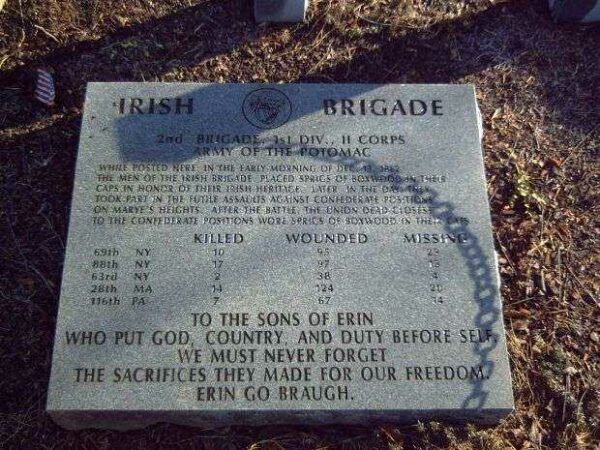 IRISH BRIGADE
2nd BRIGADE, 1st DIV., II CORPS
ARMY OF THE POTOMAC
WHILE POSTED HERE IN THE EARLY MORNING OF DEC. 13, 1862
THE MEN OF THE IRISH BRIGADE PLACED SPRIGS OF BOXWOOD IN THEIR
CAPS IN HONOR OF THEIR IRISH HERITAGE. LATER IN THE DAY THEY
TOOK PART IN THE FUTILE ASSAULTS AGAINST CONFEDERATE POSITIONS
ON MARYE'S HEIGHTS. AFTER THE BATTLE, THE UNION DEAD CLOSEST
TO THE CONFEDERATE POSITIONS WORE SPRIGS OF BOXWOOD IN THEIR CAPS
KILLED WOUNDED MISSING
69th NY 10 95
88th NY 17 97
63rd NY 2 38 4
28th MA 14 124 20
116th PA 7 67 14
TO THE SONS OF ERIN
WHO PUT GOD, COUNTRY, AND DUTY BEFORE SELF,
WE MUST NEVER FORGET
THE SACRIFICES THEY MADE FOR OUR FREEDOM.
ERIN GO BRAUGH.